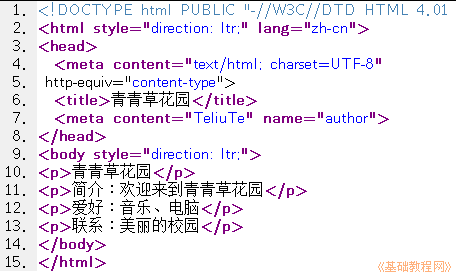 1. <!DOCTYPE html PUBLIC "-//W3C//DTD HTML 4.01
2. <html style="direction: ltr;" lang="zh-cn">
3. <head>
4. <meta content="text/html; charset=UTF-8"
5. http-equiv="content-type">
6. <title>青青草花园</title>
7. <meta content="TeliuTe" name="author">
8. </head>
9. <body style="direction: ltr;">
10. <p>青青草花园</p>
11. <p>简介：欢迎来到青青草花园</p>
12. <p>爱好：音乐、电脑</p>
13. <p>联系：美丽的校园</p>
14. </body>
15. </html>
《基础教程网》